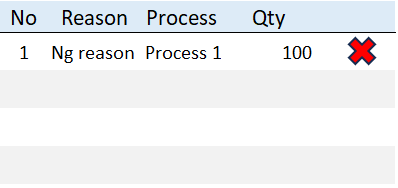 No Reason Process Qty
1 Ng reason Process 1 100